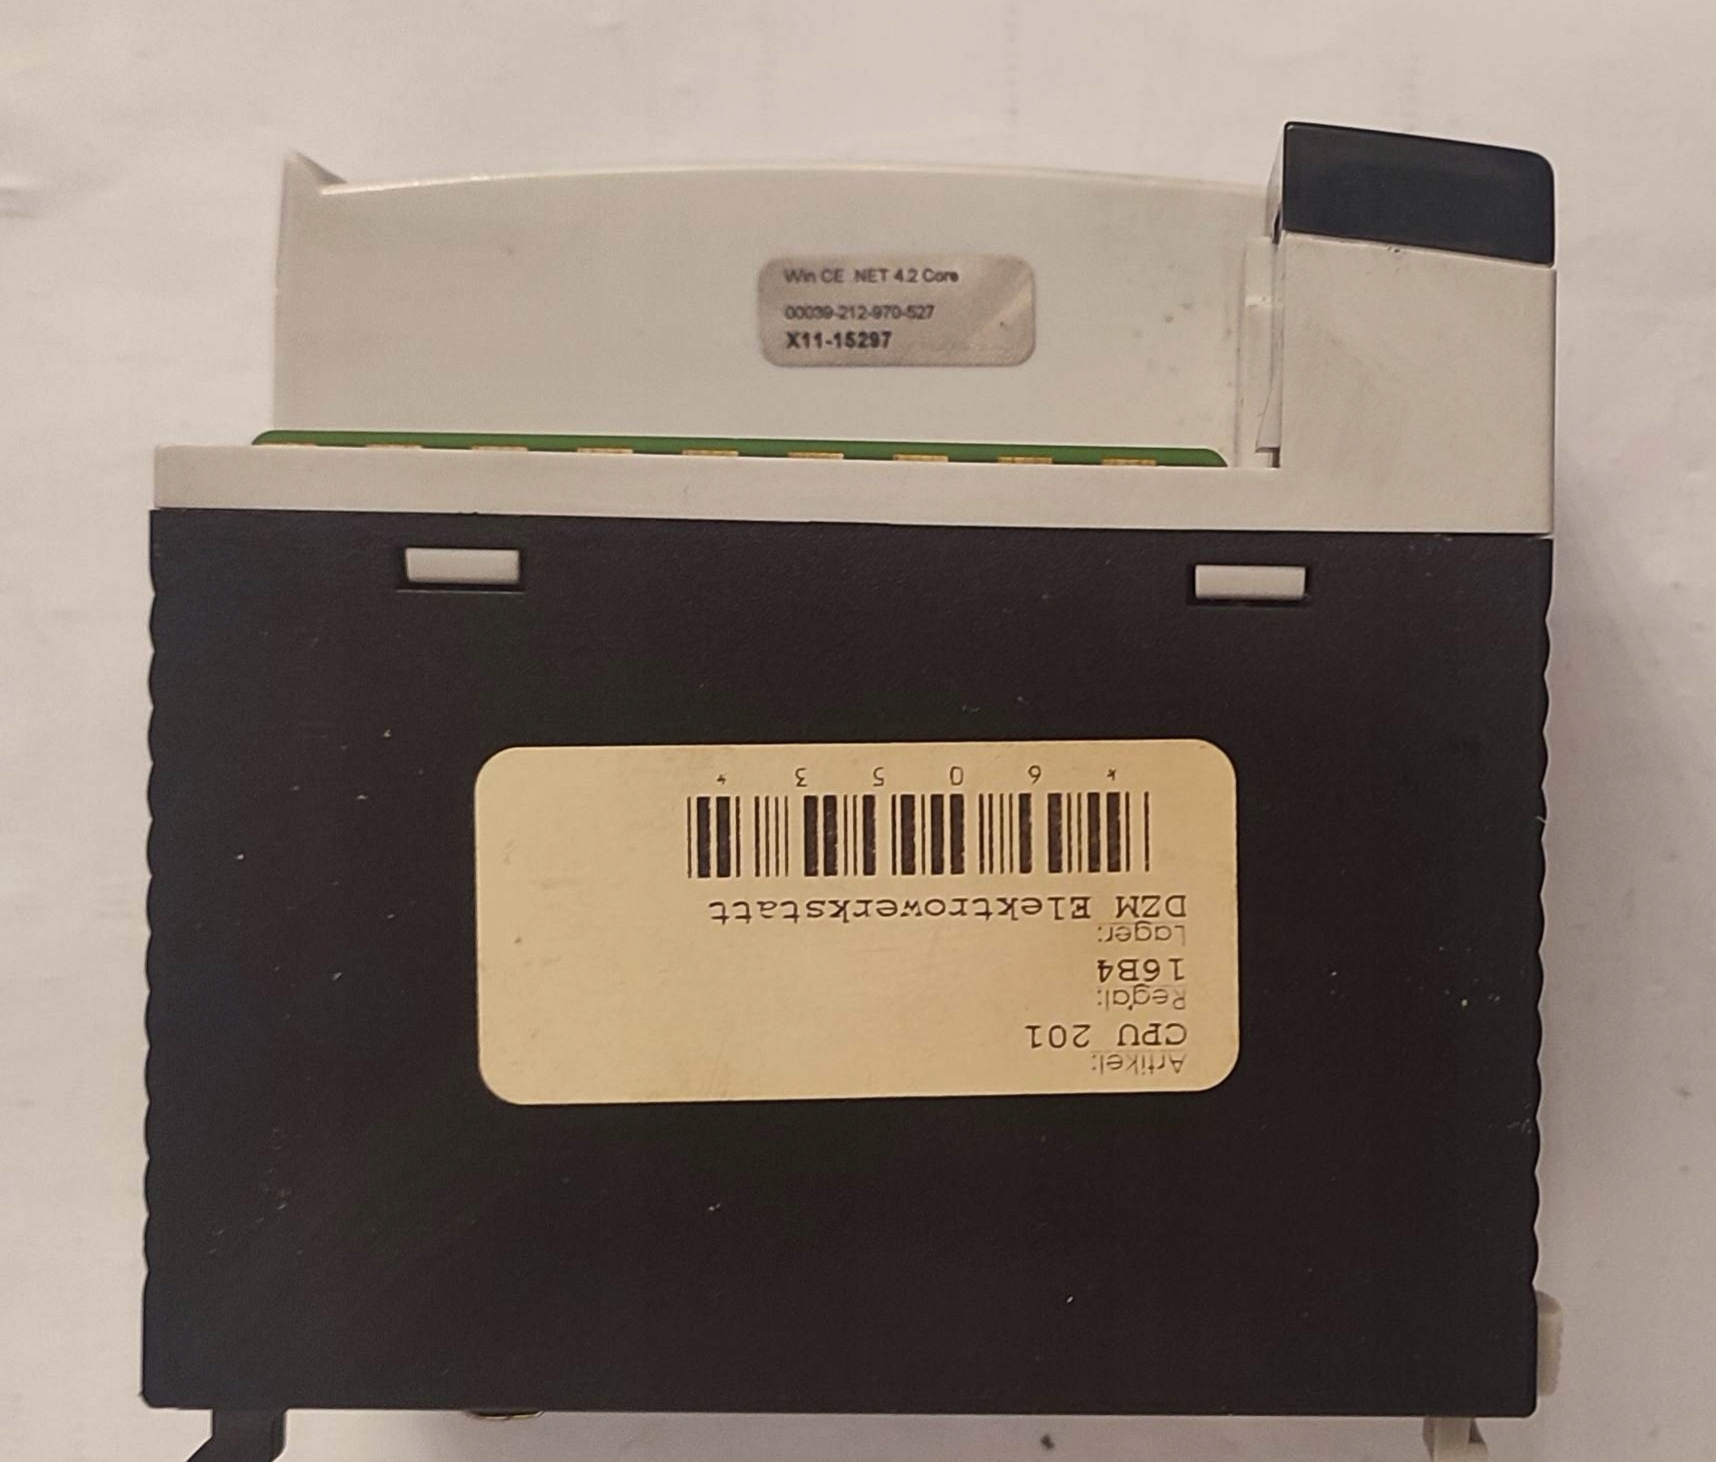 Win CE .NET 4.2 Core
00039-212-970-527
X11-15297
Artikel:
CPU 201
Regal:
16B4
Lager:
DZM Elektrowerkstatt
* 6 0 5 3 *